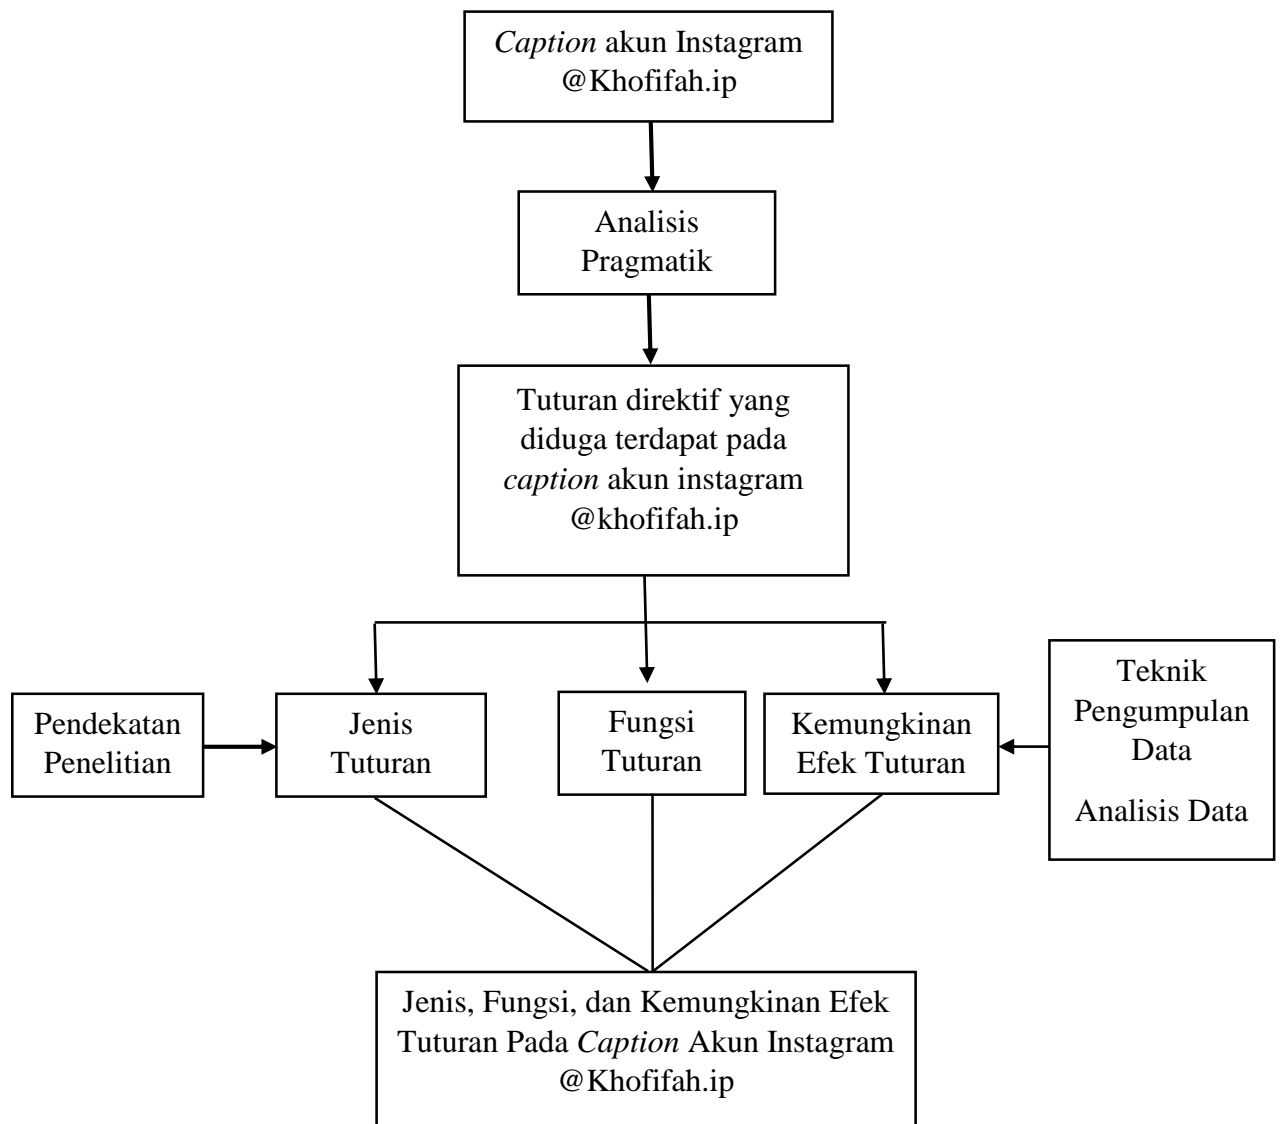 Caption akun Instagram
@Khofifah.ip
Analisis
Pragmatik
Tuturan direktif yang
diduga terdapat pada
caption akun instagram
@khofifah.ip
Pendekatan
Penelitian
Jenis
Tuturan
Fungsi
Tuturan
Kemungkinan
Efek Tuturan
Teknik
Pengumpulan
Data
Analisis Data
Jenis, Fungsi, dan Kemungkinan Efek
Tuturan Pada Caption Akun Instagram
@Khofifah.ip